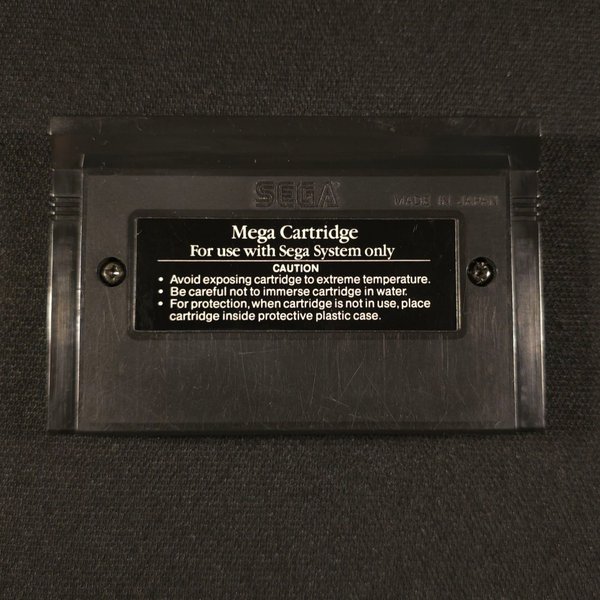 SEGA
MADE IN JAPAN
Mega Cartridge
For use with Sega System only
CAUTION
• Avoid exposing cartridge to extreme temperature.
• Be careful not to immerse cartridge in water.
• For protection, when cartridge is not in use, place
cartridge inside protective plastic case.